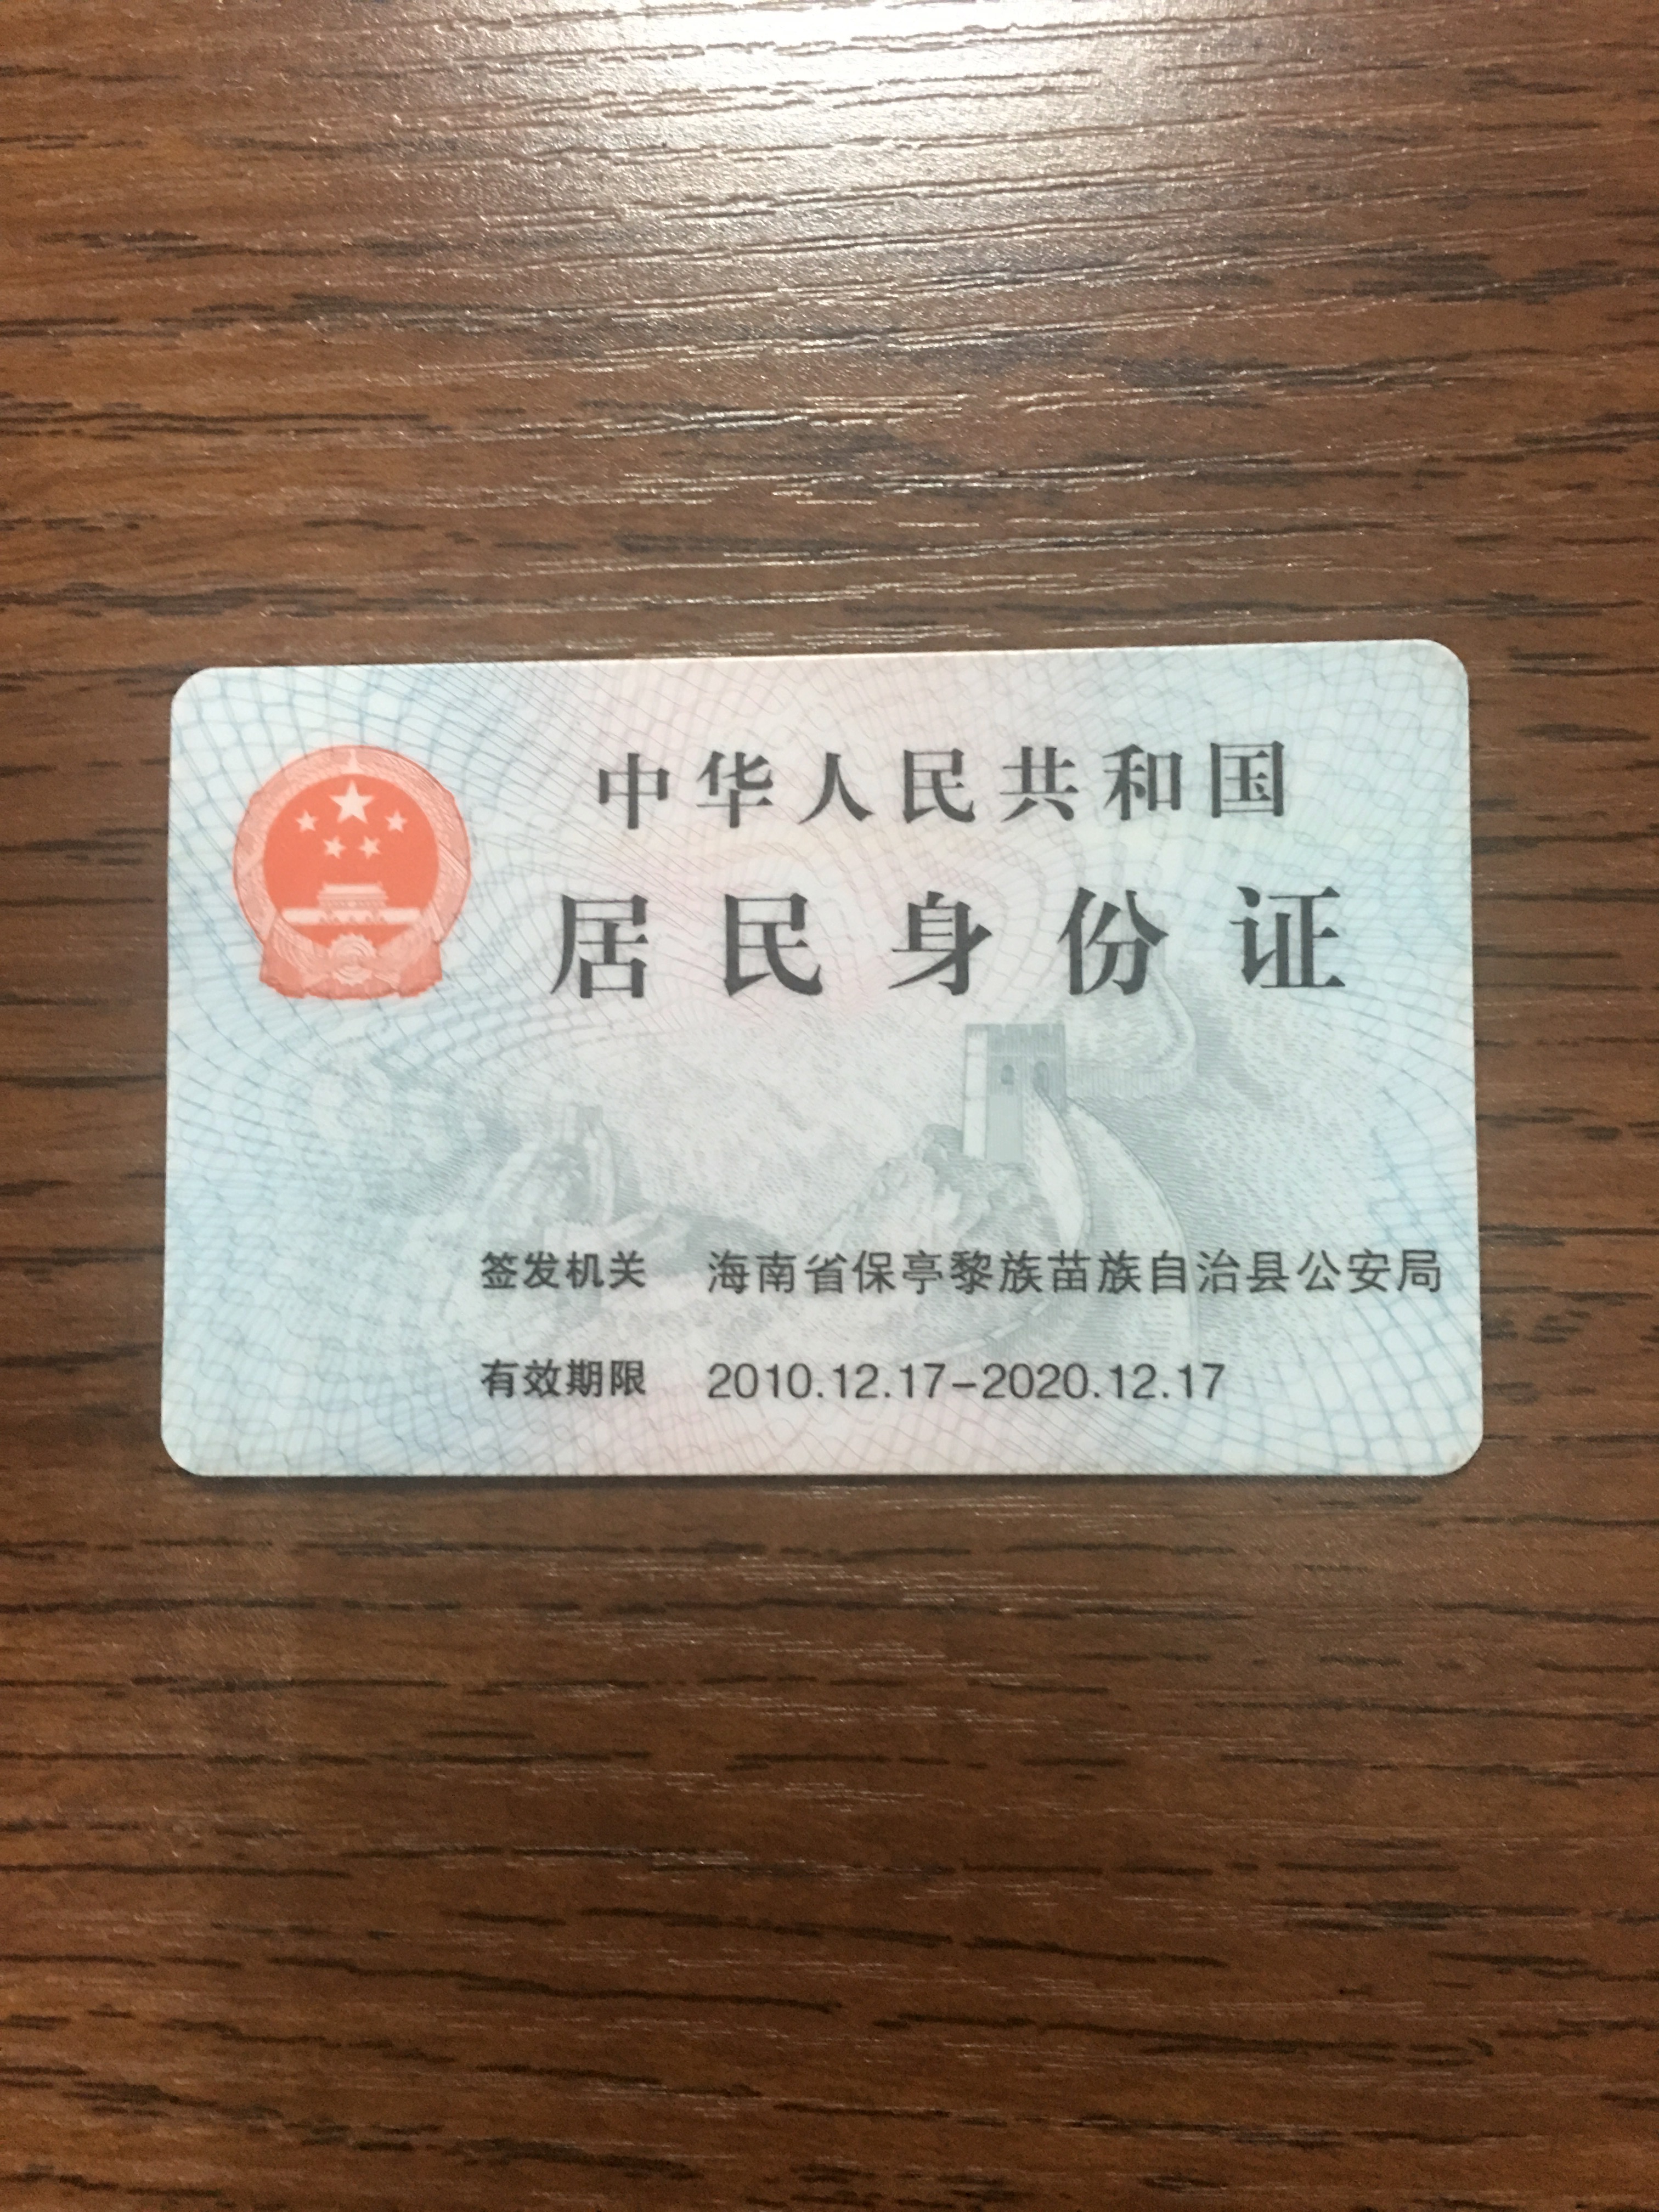 中华人民共和国
居民身份证
签发机关 海南省保亭黎族苗族自治县公安局
有效期限 2010.12.17-2020.12.17